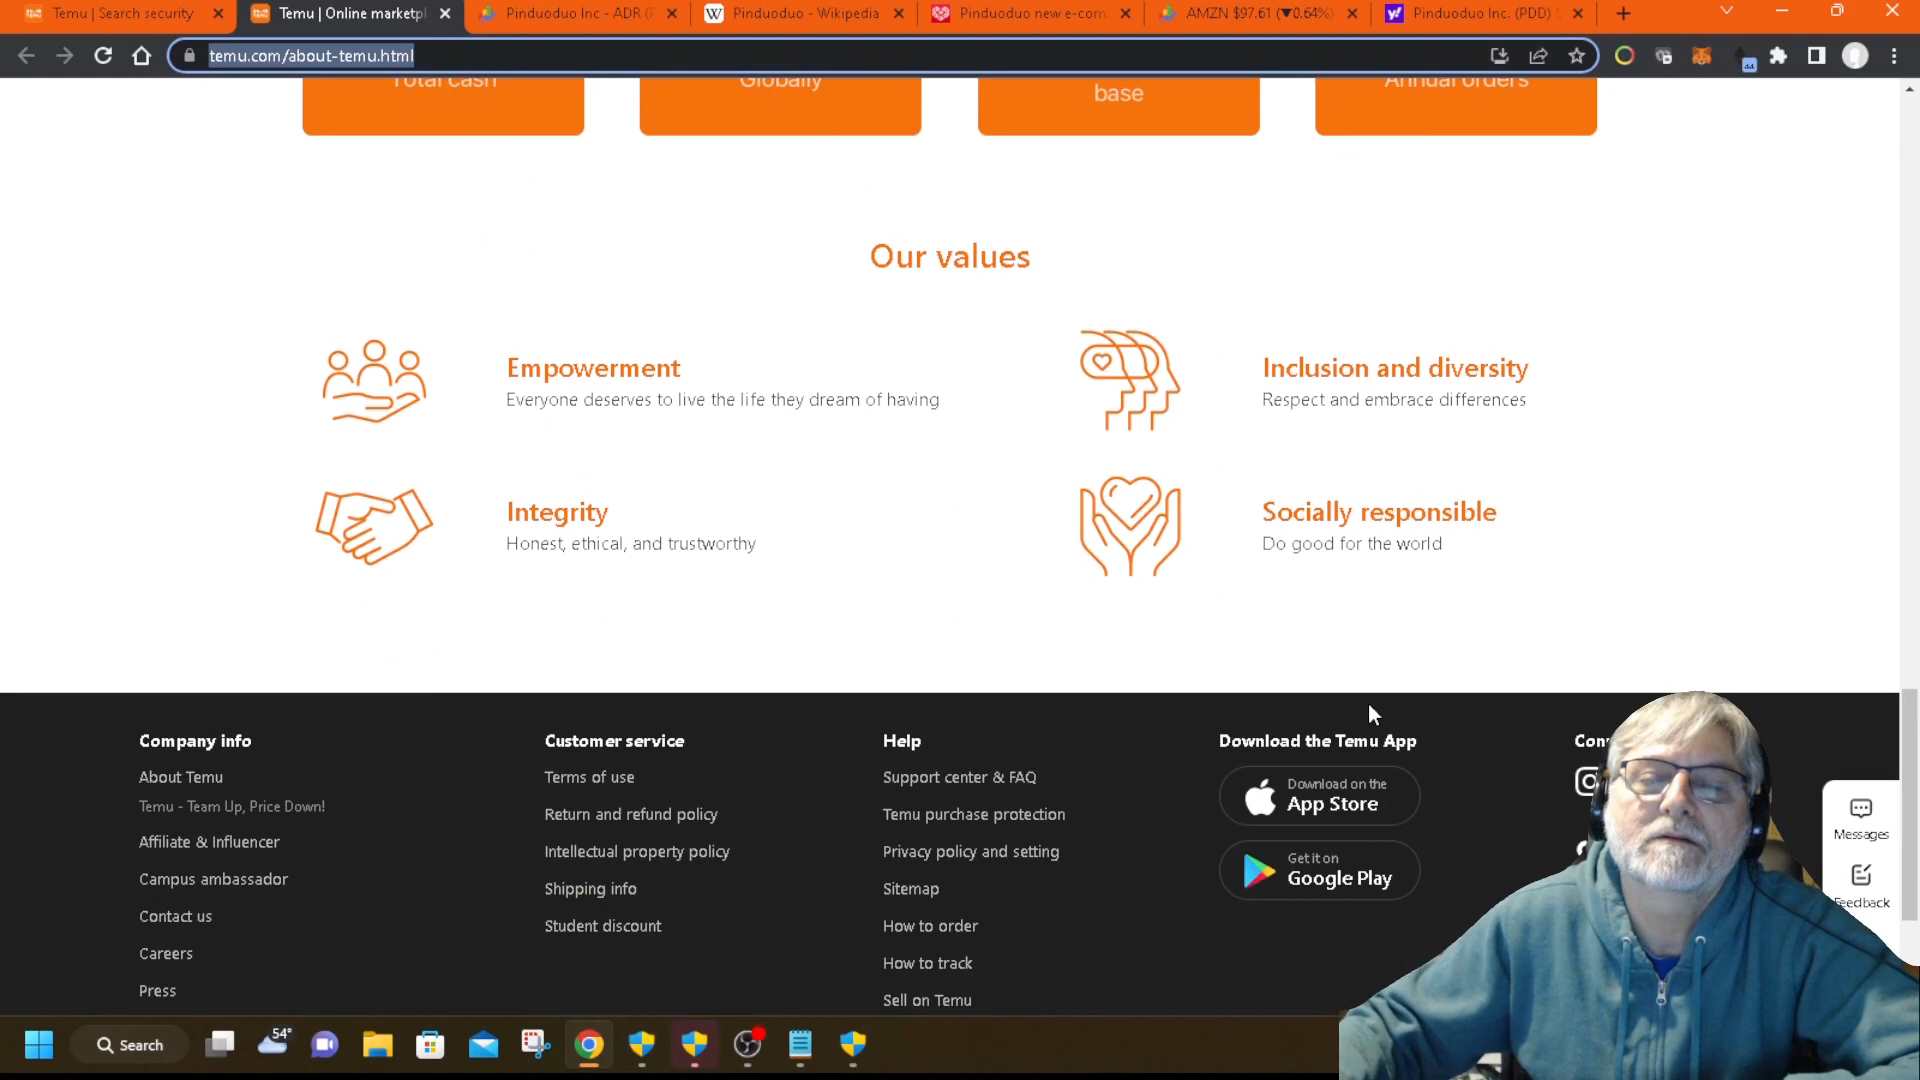 Temu | Search security
Temu | Online marketpl
Pinduoduo Inc - ADR (P
Pinduoduo - Wikipedia
Pinduoduo new e-com
AMZN $97.61 (▼0.64%)
Pinduoduo Inc. (PDD)
temu.com/about-temu.html
Total cash
Globally
base
Annual orders
Our values
Empowerment
Everyone deserves to live the life they dream of having
Inclusion and diversity
Respect and embrace differences
Integrity
Honest, ethical, and trustworthy
Socially responsible
Do good for the world
Company info
About Temu
Temu - Team Up, Price Down!
Affiliate & Influencer
Campus ambassador
Contact us
Careers
Press
Customer service
Terms of use
Return and refund policy
Intellectual property policy
Shipping info
Student discount
Help
Support center & FAQ
Temu purchase protection
Privacy policy and setting
Sitemap
How to order
How to track
Sell on Temu
Download the Temu App
Download on the
App Store
Get it on
Google Play
Messages
Feedback
Search
54°